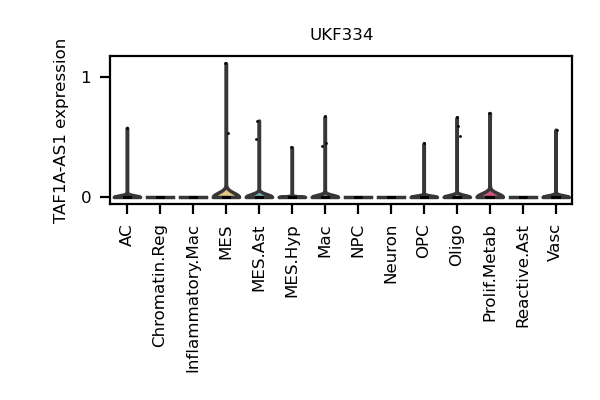 UKF334
TAF1A-AS1 expression
1
0
AC
Chromatin.Reg
Inflammatory.Mac
MES
MES.Ast
MES.Hyp
Mac
NPC
Neuron
OPC
Oligo
Prolif.Metab
Reactive.Ast
Vasc